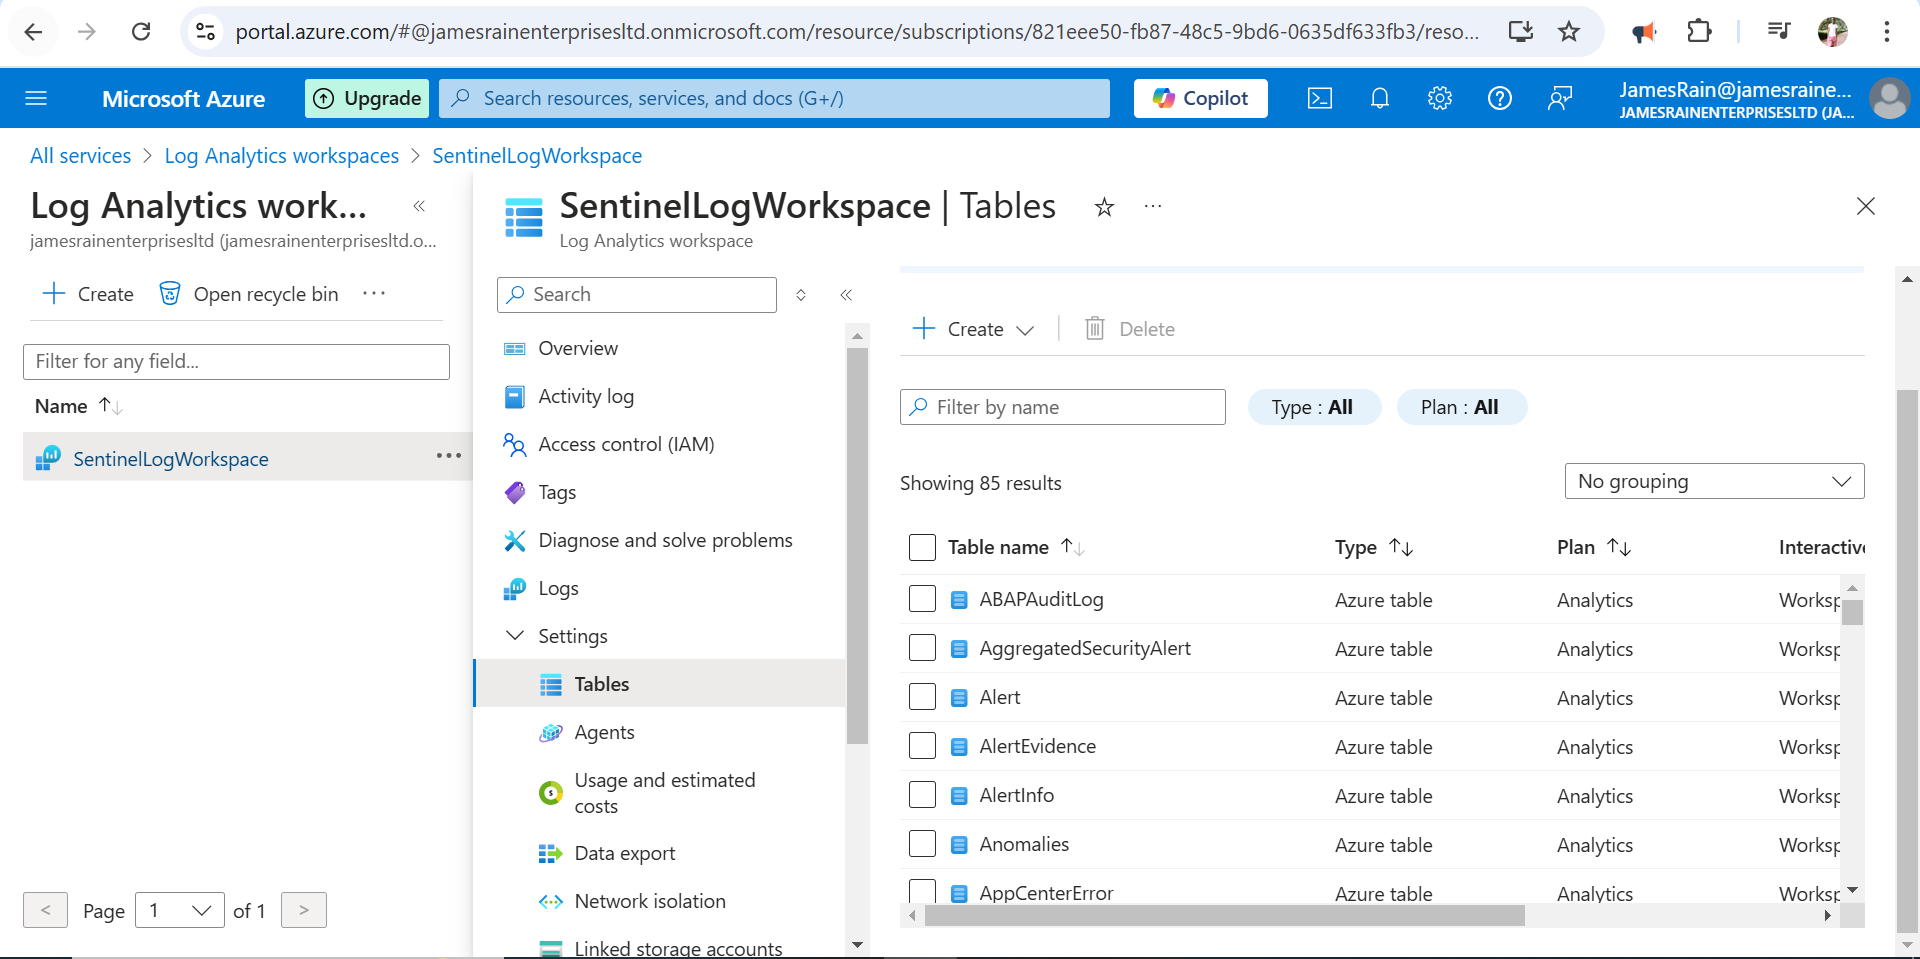 portal.azure.com/#@jamesrainenterprisesltd.onmicrosoft.com/resource/subscriptions/821eee50-fb87-48c5-9bd6-0635df633fb3/reso...
Microsoft Azure
Upgrade
Search resources, services, and docs (G+/)
Copilot
JamesRain@jamesraine...
JAMESRAINENTERPRISESLTD (JA...
All services > Log Analytics workspaces > SentinelLogWorkspace
Log Analytics work...
jamesrainenterprisesltd (jamesrainenterprisesltd.o...
Create
Open recycle bin
...
Filter for any field...
Name
SentinelLogWorkspace
...
< Page 1 of 1 >
SentinelLogWorkspace | Tables
...
Log Analytics workspace
Search
Overview
Activity log
Access control (IAM)
Tags
Diagnose and solve problems
Logs
Settings
Tables
Agents
Usage and estimated
costs
Data export
Network isolation
Linked storage accounts
Create
Delete
Filter by name
Type : All
Plan : All
Showing 85 results
No grouping
Table name Type Plan Interactive
ABAPAuditLog Azure table Analytics Worksp
AggregatedSecurityAlert Azure table Analytics Worksp
Alert Azure table Analytics Worksp
AlertEvidence Azure table Analytics Worksp
AlertInfo Azure table Analytics Worksp
Anomalies Azure table Analytics Worksp
AppCenterError Azure table Analytics Worksp